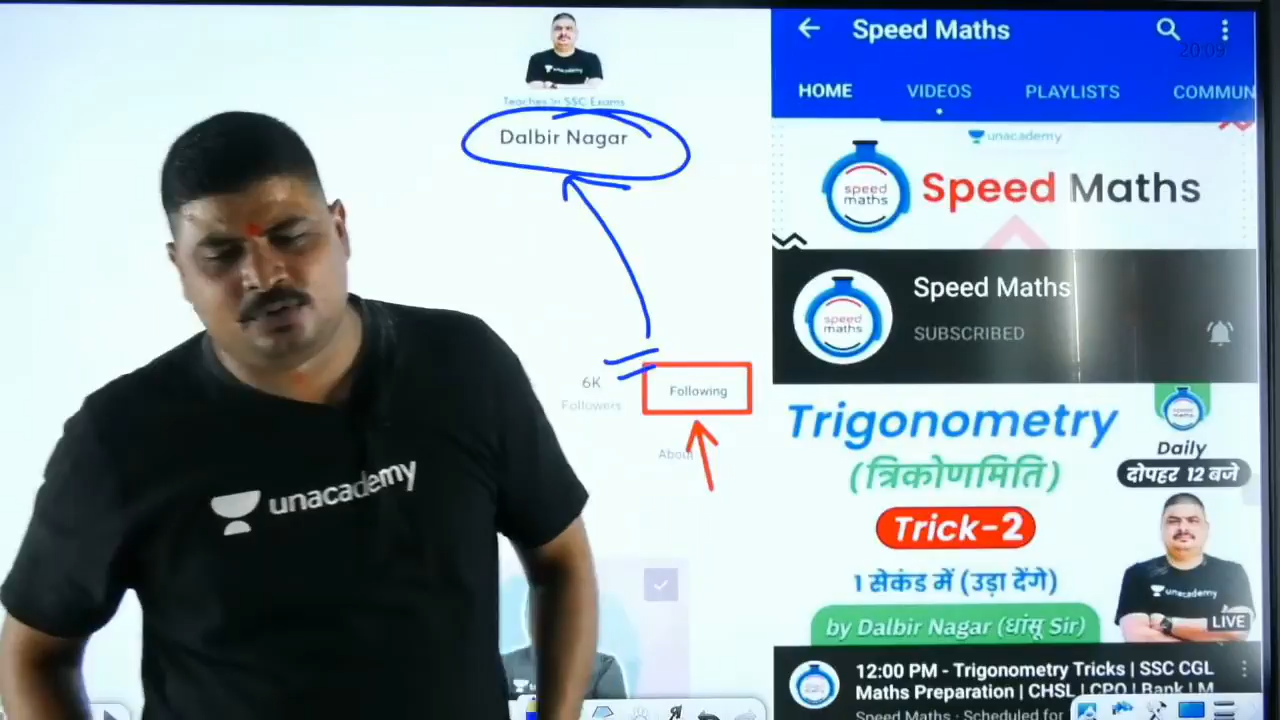 unacademy
Teaches in SSC Exams
Dalbir Nagar
6K
Followers
Following
About
unacademy
Speed Maths
20:09
HOME
VIDEOS
PLAYLISTS
COMMUN
unacademy
speed
maths
Speed Maths
speed
maths
Speed Maths
SUBSCRIBED
Trigonometry
(त्रिकोणमिति)
Trick-2
1 सेकंड में (उड़ा देंगे)
by Dalbir Nagar (धांसू Sir)
Daily
दोपहर 12 बजे
unacademy
LIVE
12:00 PM - Trigonometry Tricks | SSC CGL
Maths Preparation | CHSL | CPO | Bank | M
Speed Maths · Scheduled for